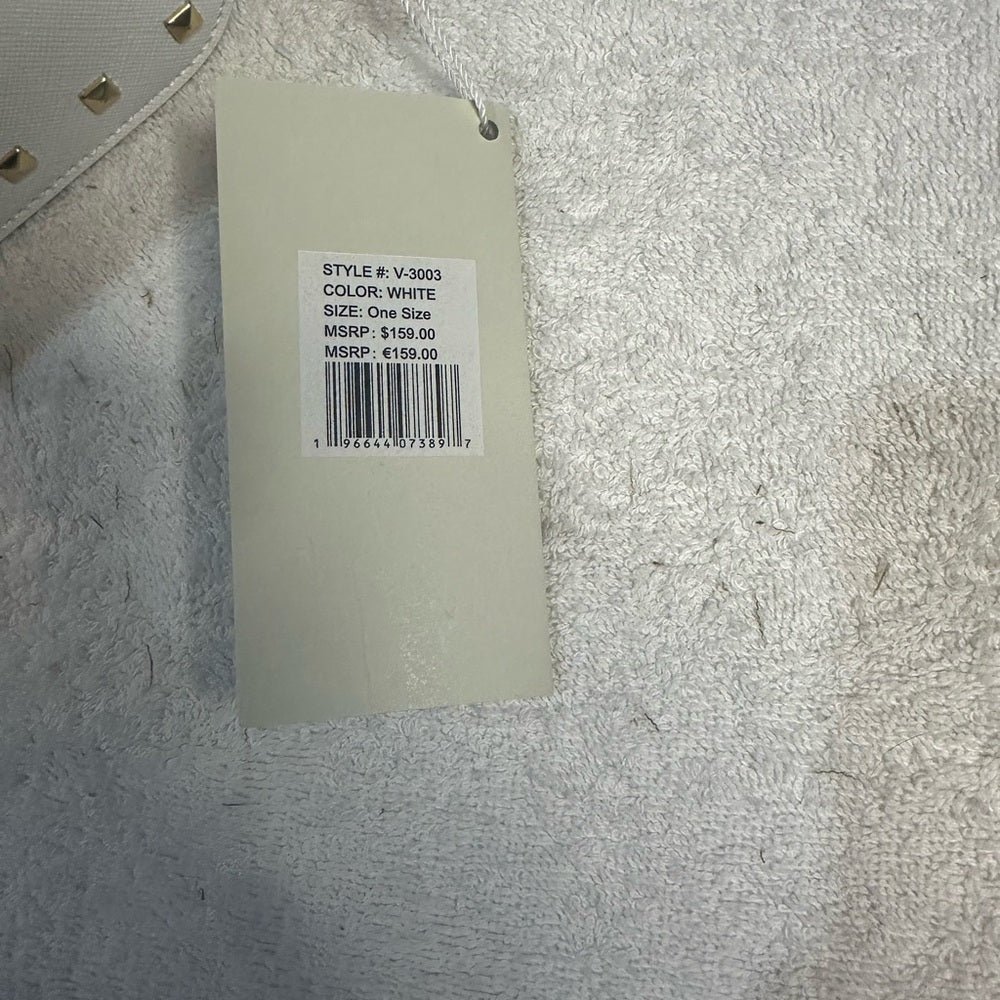 STYLE #: V-3003
COLOR: WHITE
SIZE: One Size
MSRP: $159.00
MSRP: €159.00
1 96644 07389 7